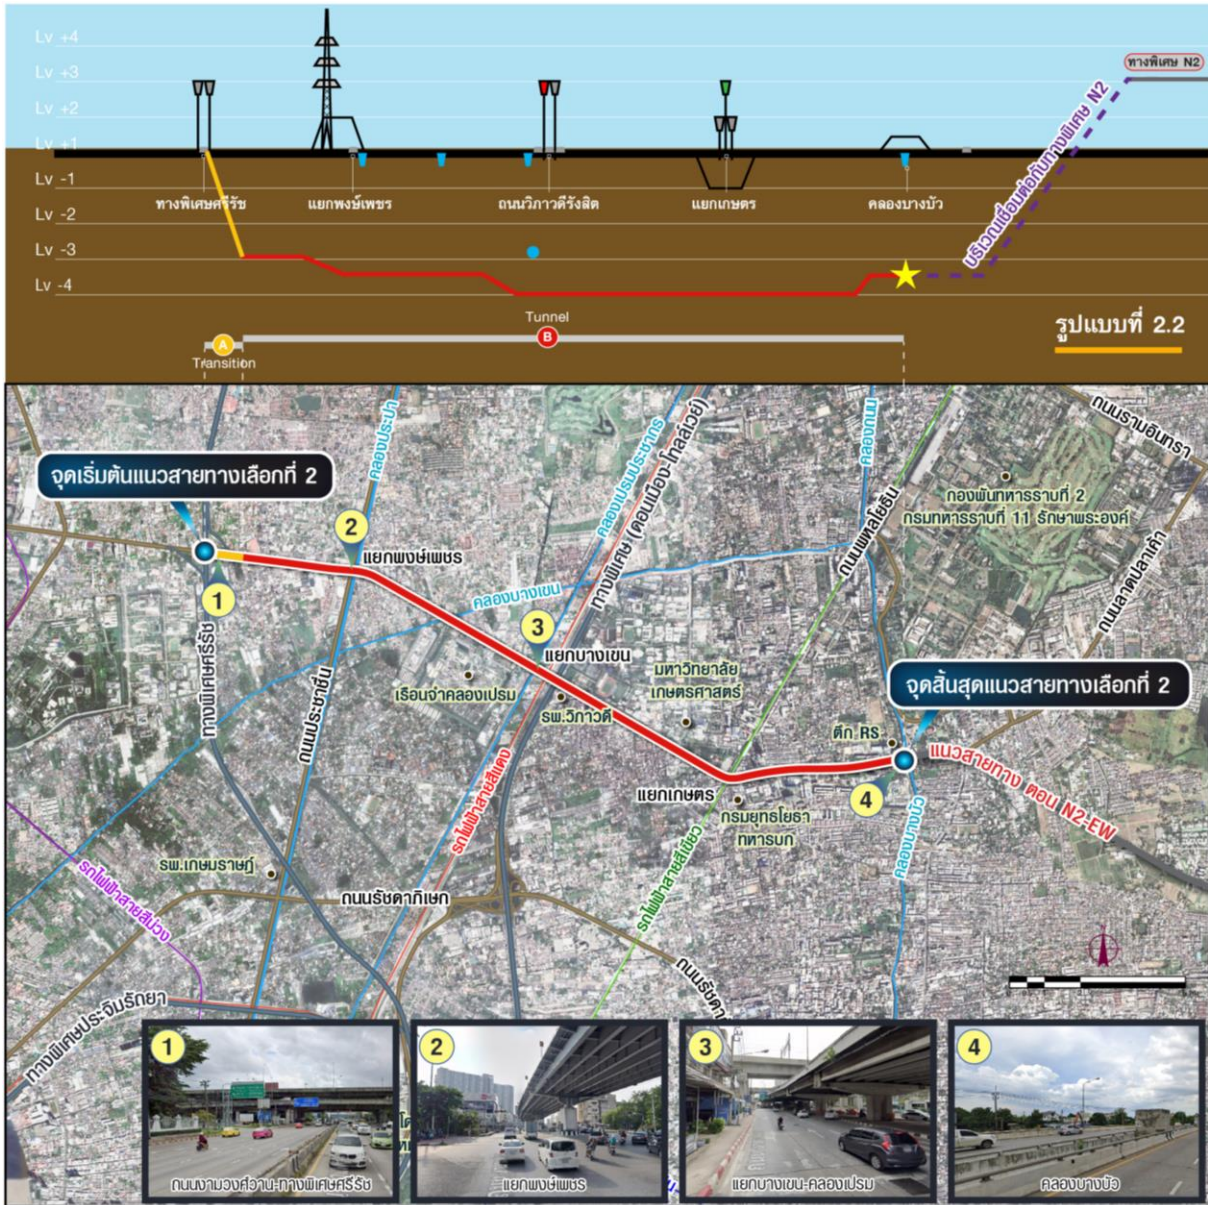 Lv +4
Lv +3
Lv +2
Lv +1
Lv -1
Lv -2
Lv -3
Lv -4
ทางพิเศษ N2
บริเวณเชื่อมต่อกับทางพิเศษ N2
ทางพิเศษศรีรัช
แยกพงษ์เพชร
ถนนวิภาวดีรังสิต
แยกเกษตร
คลองบางบัว
Tunnel
A
B
Transition
รูปแบบที่ 2.2
จุดเริ่มต้นแนวสายทางเลือกที่ 2
คลองประปา
คลองเปรมประชากร
ทางพิเศษ (ดอนเมือง-โทลล์เวย์)
คลองถนน
ถนนรามอินทรา
กองพันทหารราบที่ 2
กรมทหารราบที่ 11 รักษาพระองค์
ถนนพหลโยธิน
ถนนลาดปลาเค้า
2
แยกพงษ์เพชร
1
คลองบางเขน
3
แยกบางเขน
ทางพิเศษศรีรัช
ถนนประชาชื่น
เรือนจำคลองเปรม
รพ.วิภาวดี
มหาวิทยาลัย
เกษตรศาสตร์
จุดสิ้นสุดแนวสายทางเลือกที่ 2
ตึก RS
แนวสายทาง ตอน N2-EW
แยกเกษตร
4
กรมยุทธโยธา
ทหารบก
รถไฟฟ้าสายสีแดง
รถไฟฟ้าสายสีเขียว
คลองบางบัว
รพ.เกษมราษฎ์
รถไฟฟ้าสายสีม่วง
ถนนรัชดาภิเษก
ถนนรัชดา
ทางพิเศษประจิมรัถยา
1
ถนนงามวงศ์วาน-ทางพิเศษศรีรัช
2
แยกพงษ์เพชร
3
แยกบางเขน-คลองเปรม
4
คลองบางบัว